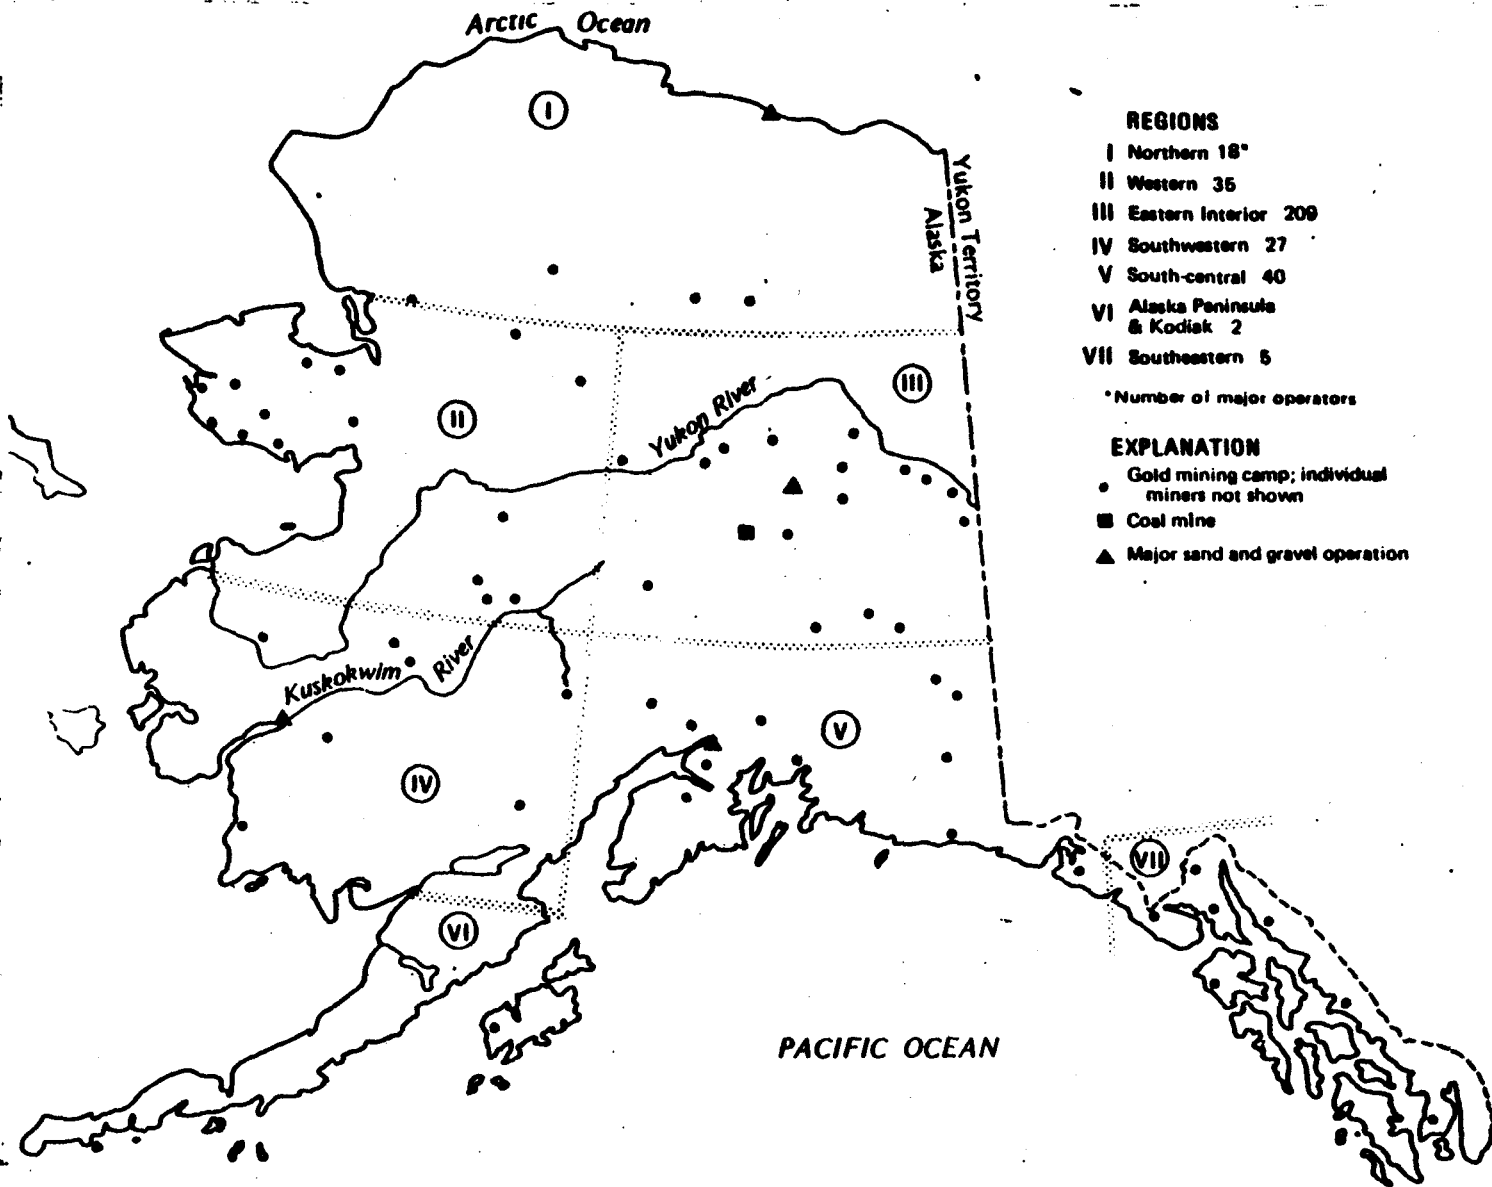 Arctic Ocean
I
Yukon Territory
Alaska
REGIONS
I Northern 18*
II Western 35
III Eastern Interior 209
IV Southwestern 27
V South-central 40
VI Alaska Peninsula
& Kodiak 2
VII Southeastern 5
*Number of major operators
EXPLANATION
Gold mining camp; individual
miners not shown
Coal mine
Major sand and gravel operation
III
II
Yukon River
Kuskokwim River
V
IV
VII
VI
PACIFIC OCEAN